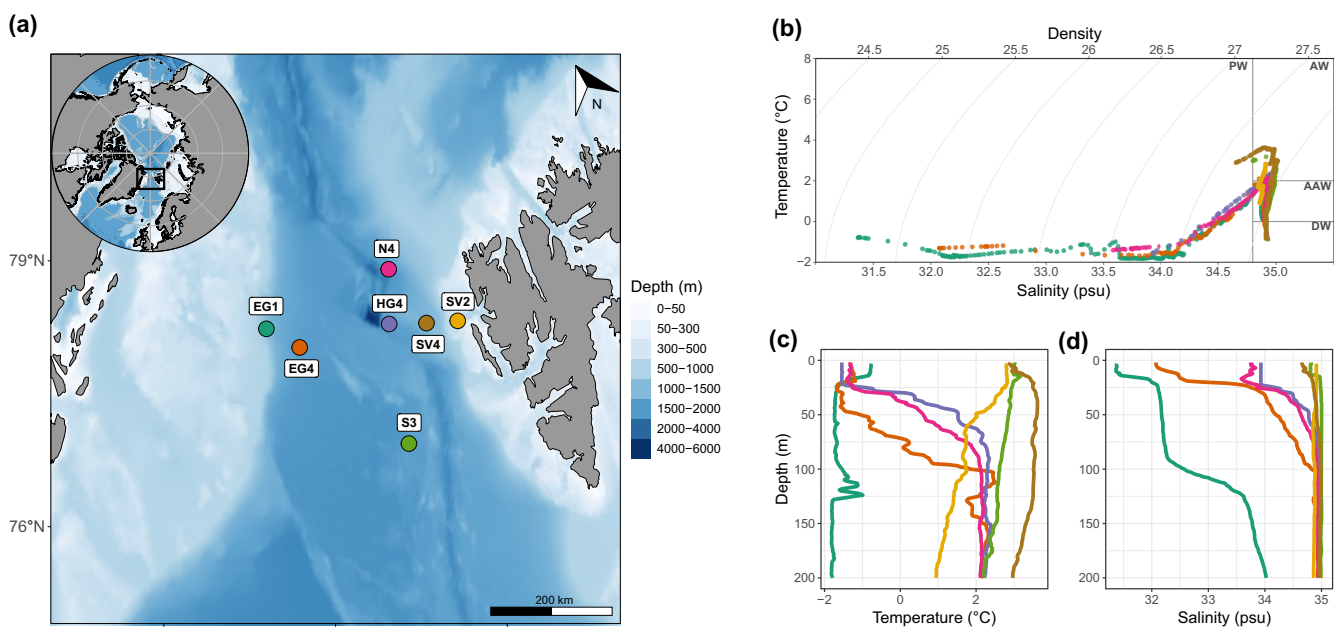 (a)
N
79°N
76°N
N4
EG1
HG4
SV2
SV4
EG4
S3
200 km
Depth (m)
0−50
50−300
300−500
500−1000
1000−1500
1500−2000
2000−4000
4000−6000
(b)
Density
24.5 25 25.5 26.2 26.6 27.1 27.5
PW AW
AAW
DW
Temperature (°C)
8
6
4
2
0
−2
31.5 32.0 32.5 33.0 33.5 34.0 34.5 35.0
Salinity (psu)
(c)
Depth (m)
0
50
100
150
200
−2 0 2
Temperature (°C)
(d)
0
50
100
150
200
32 33 34 35
Salinity (psu)